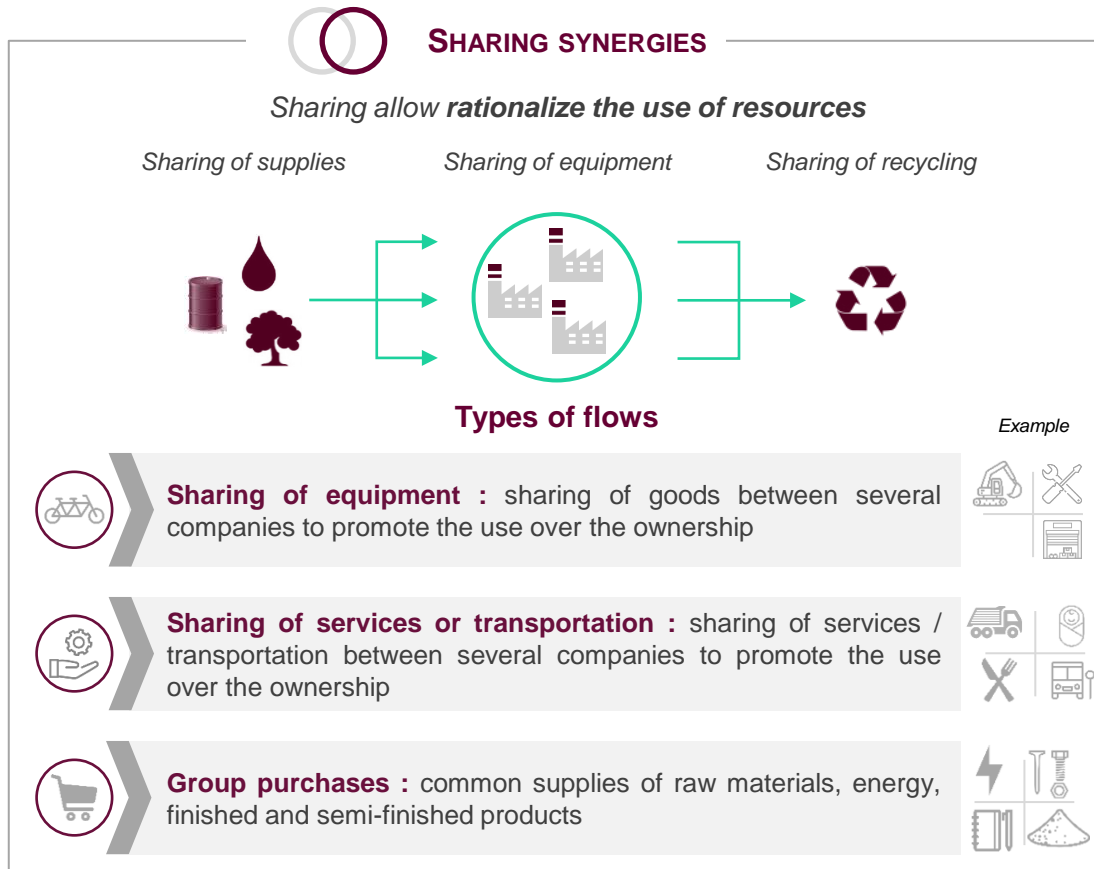 SHARING SYNERGIES
Sharing allow rationalize the use of resources
Sharing of supplies
Sharing of equipment
Sharing of recycling
Types of flows
Example
Sharing of equipment : sharing of goods between several
companies to promote the use over the ownership
Sharing of services or transportation : sharing of services /
transportation between several companies to promote the use
over the ownership
Group purchases : common supplies of raw materials, energy,
finished and semi-finished products